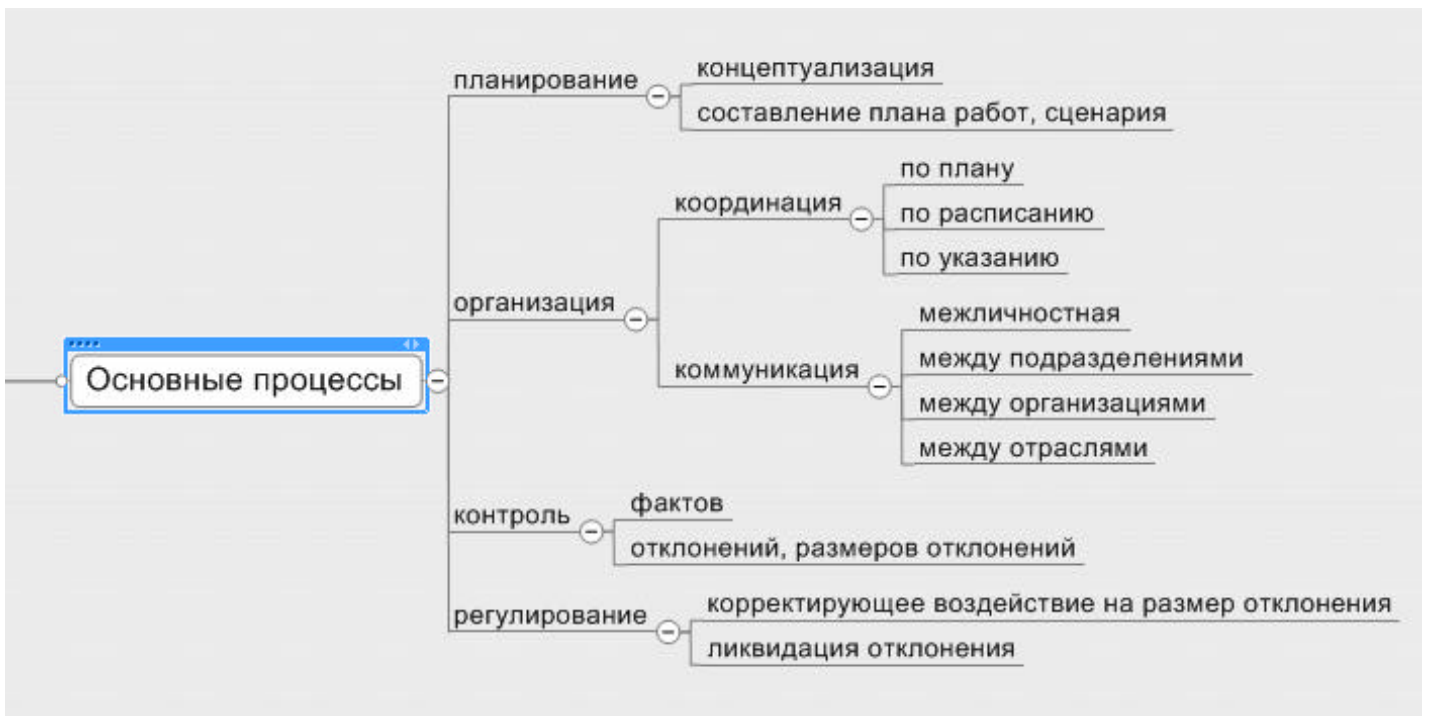 Основные процессы
планирование
концептуализация
составление плана работ, сценария
организация
координация
по плану
по расписанию
по указанию
коммуникация
межличностная
между подразделениями
между организациями
между отраслями
контроль
фактов
отклонений, размеров отклонений
регулирование
корректирующее воздействие на размер отклонения
ликвидация отклонения